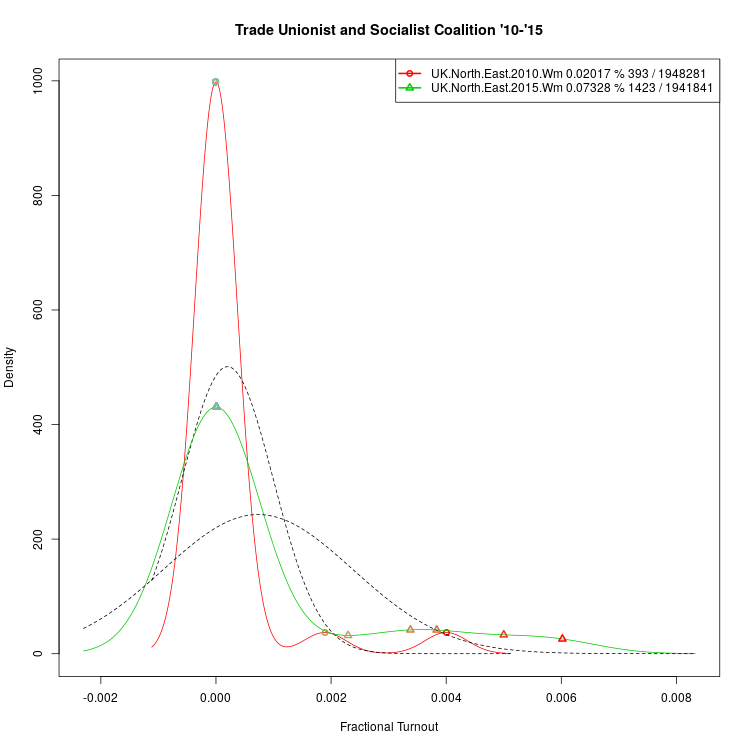 Trade Unionist and Socialist Coalition '10-'15
UK.North.East.2010.Wm 0.02017 % 393 / 1948281
UK.North.East.2015.Wm 0.07328 % 1423 / 1941841
Density
1000
800
600
400
200
0
-0.002 0.000 0.002 0.004 0.006 0.008
Fractional Turnout